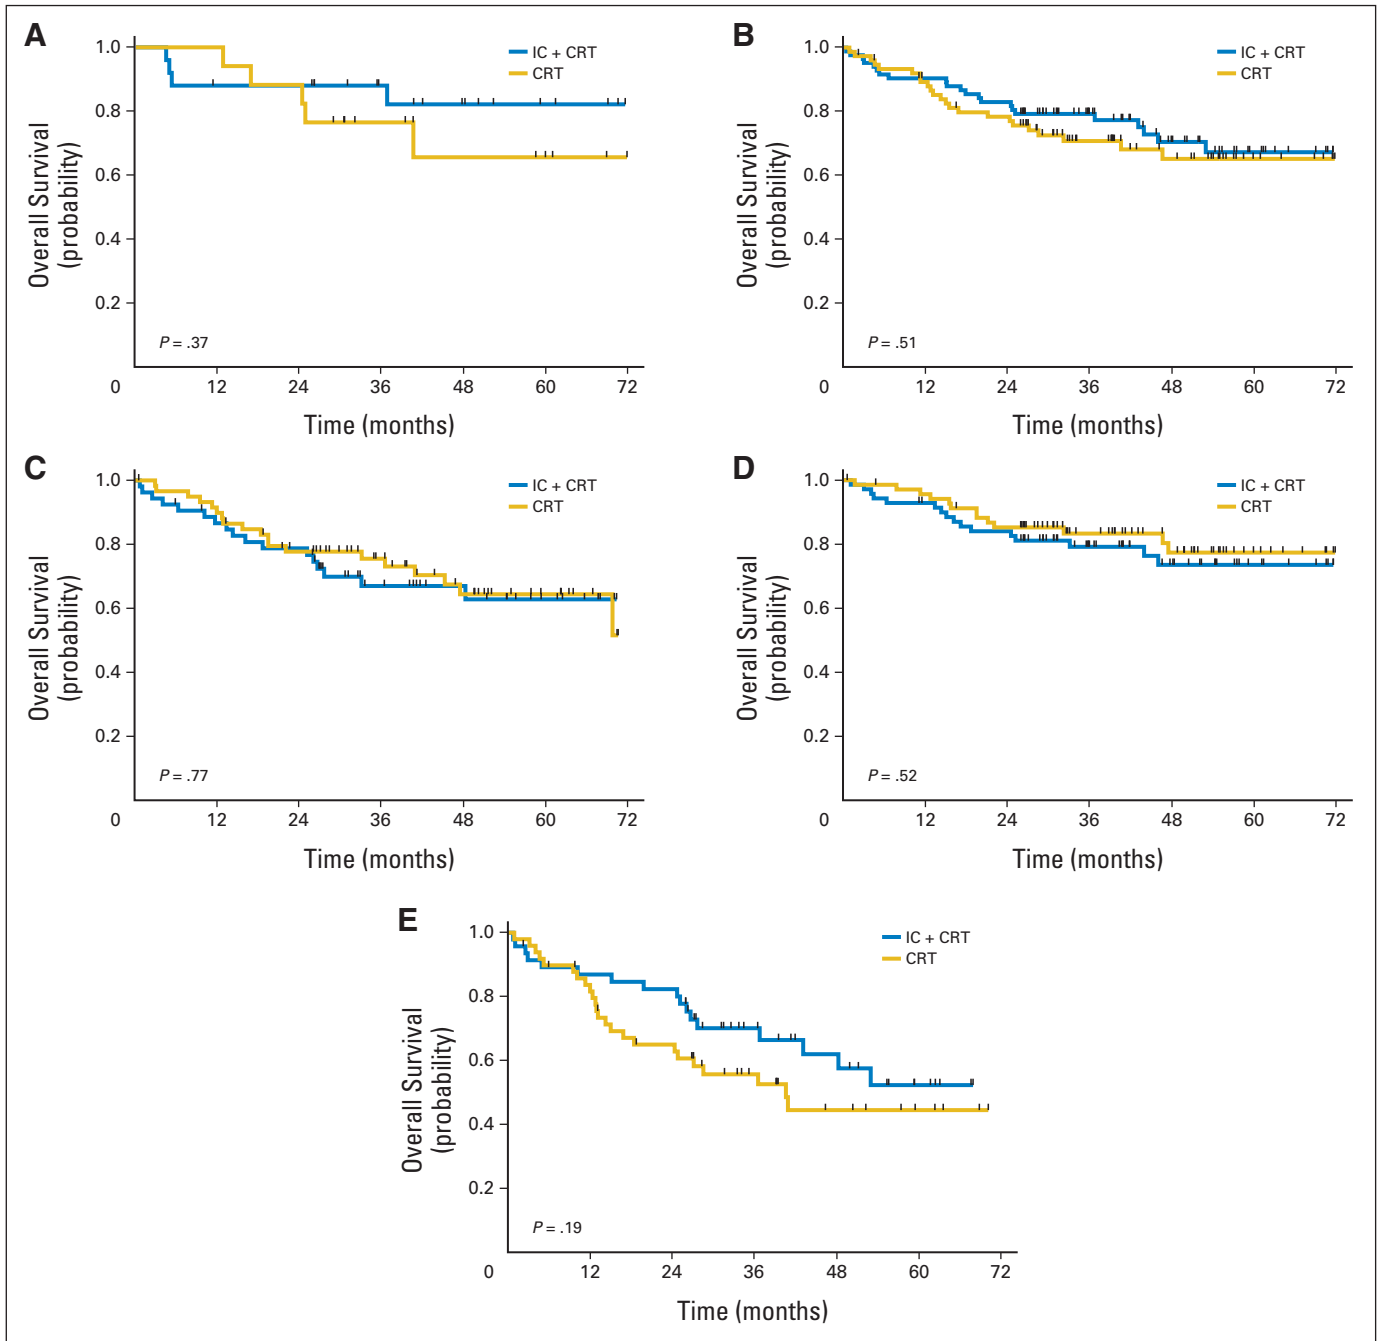 A
1.0
0.8
0.6
0.4
0.2
0
12
24
36
48
60
72
Overall Survival
(probability)
Time (months)
IC + CRT
CRT
P = .37
B
1.0
0.8
0.6
0.4
0.2
0
12
24
36
48
60
72
Overall Survival
(probability)
Time (months)
IC + CRT
CRT
P = .51
C
1.0
0.8
0.6
0.4
0.2
0
12
24
36
48
60
72
Overall Survival
(probability)
Time (months)
IC + CRT
CRT
P = .77
D
1.0
0.8
0.6
0.4
0.2
0
12
24
36
48
60
72
Overall Survival
(probability)
Time (months)
IC + CRT
CRT
P = .52
E
1.0
0.8
0.6
0.4
0.2
0
12
24
36
48
60
72
Overall Survival
(probability)
Time (months)
IC + CRT
CRT
P = .19